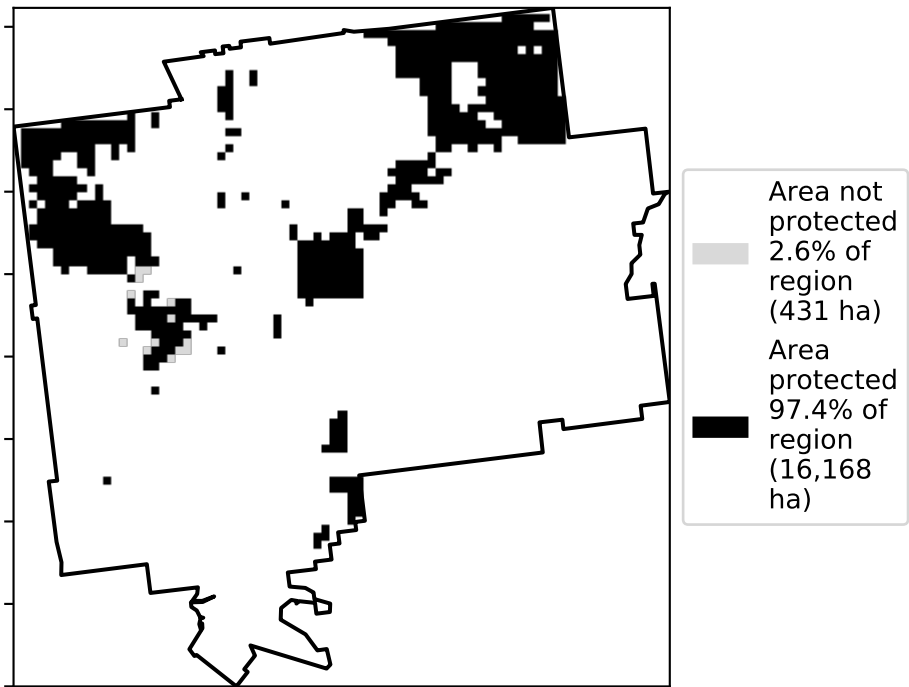 Area not
protected
2.6% of
region
(431 ha)
Area
protected
97.4% of
region
(16,168
ha)